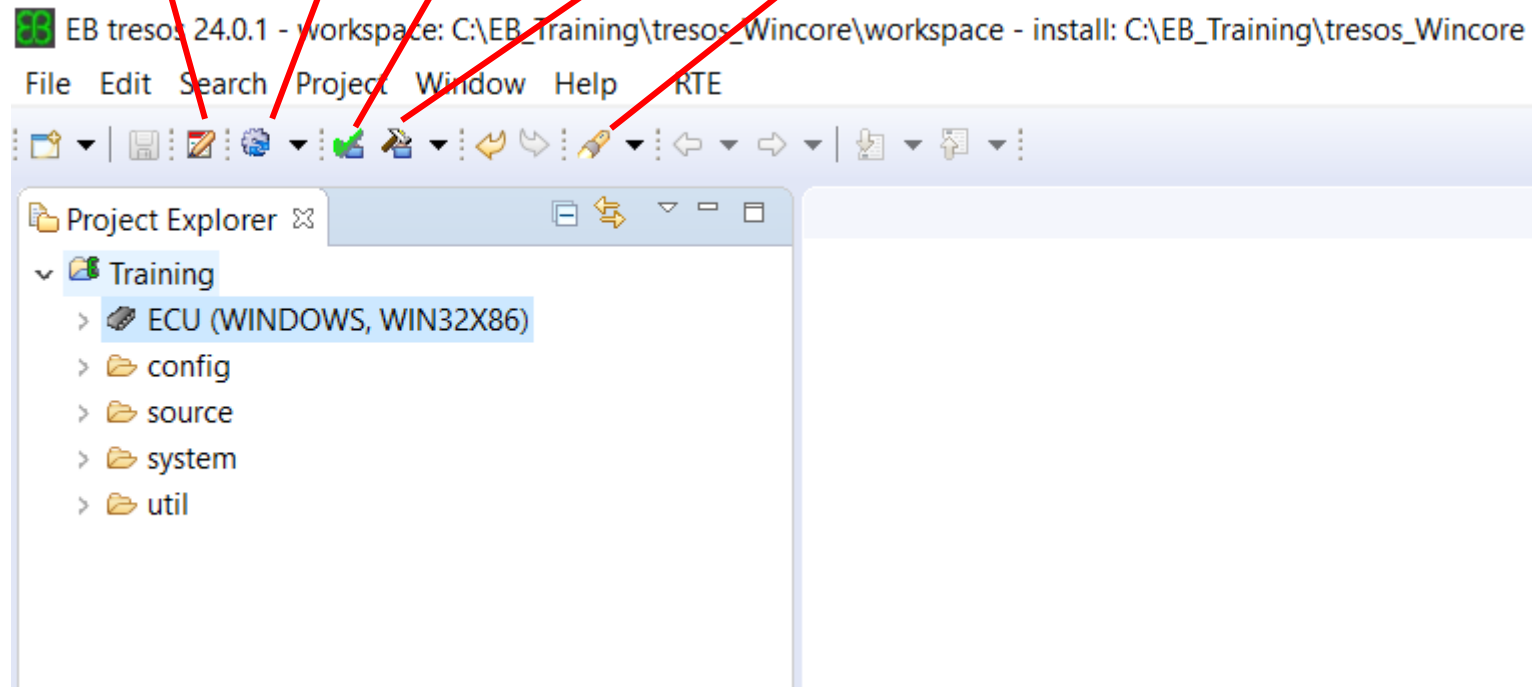 EB tresos 24.0.1 - workspace: C:\EB_Training\tresos_Wincore\workspace - install: C:\EB_Training\tresos_Wincore
File Edit Search Project Window Help RTE
Project Explorer
Training
ECU (WINDOWS, WIN32X86)
config
source
system
util